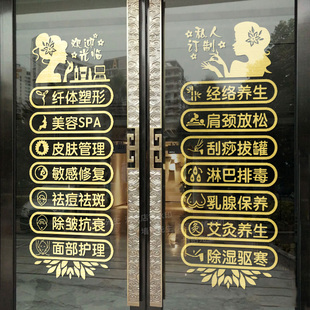 欢迎
光临
纤体塑形
美容SPA
皮肤管理
敏感修复
祛痘祛斑
除皱抗衰
面部护理
私人
订制
经络养生
肩颈放松
刮痧拔罐
淋巴排毒
乳腺保养
艾灸养生
除湿驱寒